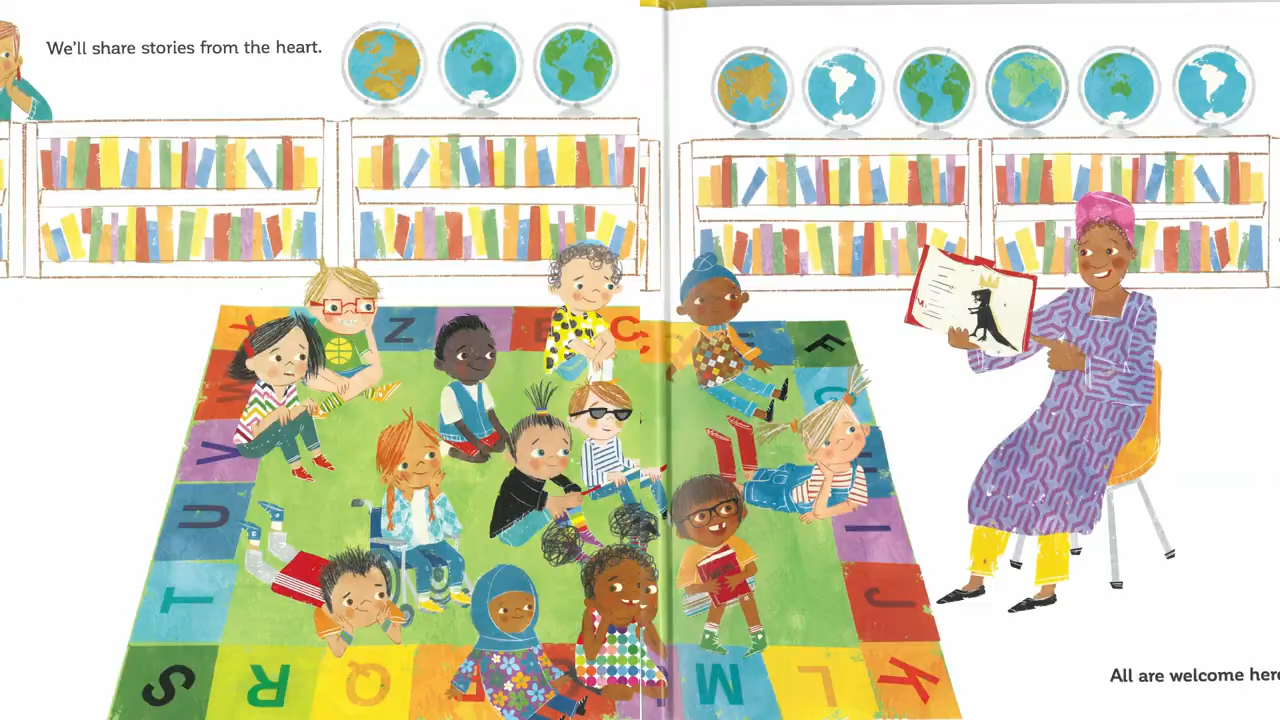 We'll share stories from the heart.
Z
C
F
W
G
V
H
U
I
T
J
S
R
Q
M
L
K
All are welcome here